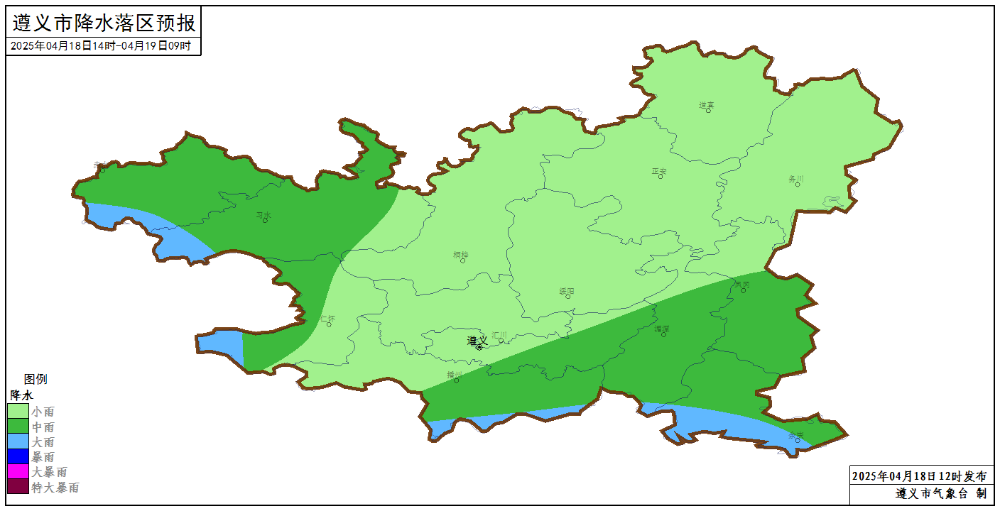 遵义市降水落区预报
2025年04月18日14时-04月19日09时
道真
赤水
正安
务川
习水
桐梓
绥阳
凤冈
仁怀
湄潭
汇川
遵义
播州
余庆
图例
降水
小雨
中雨
大雨
暴雨
大暴雨
特大暴雨
2025年04月18日12时发布
遵义市气象台 制